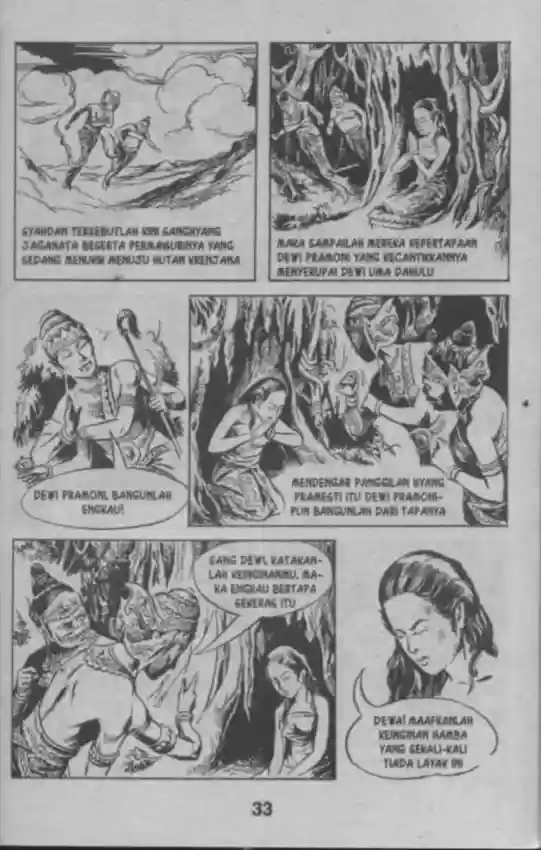 SYAHDAN TERSEBUTLAH KINI SANGHYANG
JAGANATA BESERTA PERMAISURINYA YANG
SEDANG MENUKIK MENUJU HUTAN KRENJANA
MAKA SAMPAILAH MEREKA KEPERTAPAAN
DEWI PRAMONI YANG KECANTIKKANNYA
MENYERUPAI DEWI UMA DAHULU
DEWI PRAMONI, BANGUNLAH
ENGKAU!
MENDENGAR PANGGILAN HYANG
PRAMESTI ITU DEWI PRAMONI-
PUN BANGUNLAH DARI TAPANYA
SANG DEWI, KATAKAN-
LAH KEINGINANMU, MA-
KA ENGKAU BERTAPA
SEKERAS ITU
DEWA! MAAFKANLAH
KEINGINAN HAMBA
YANG SEKALI-KALI
TIADA LAYAK INI
33